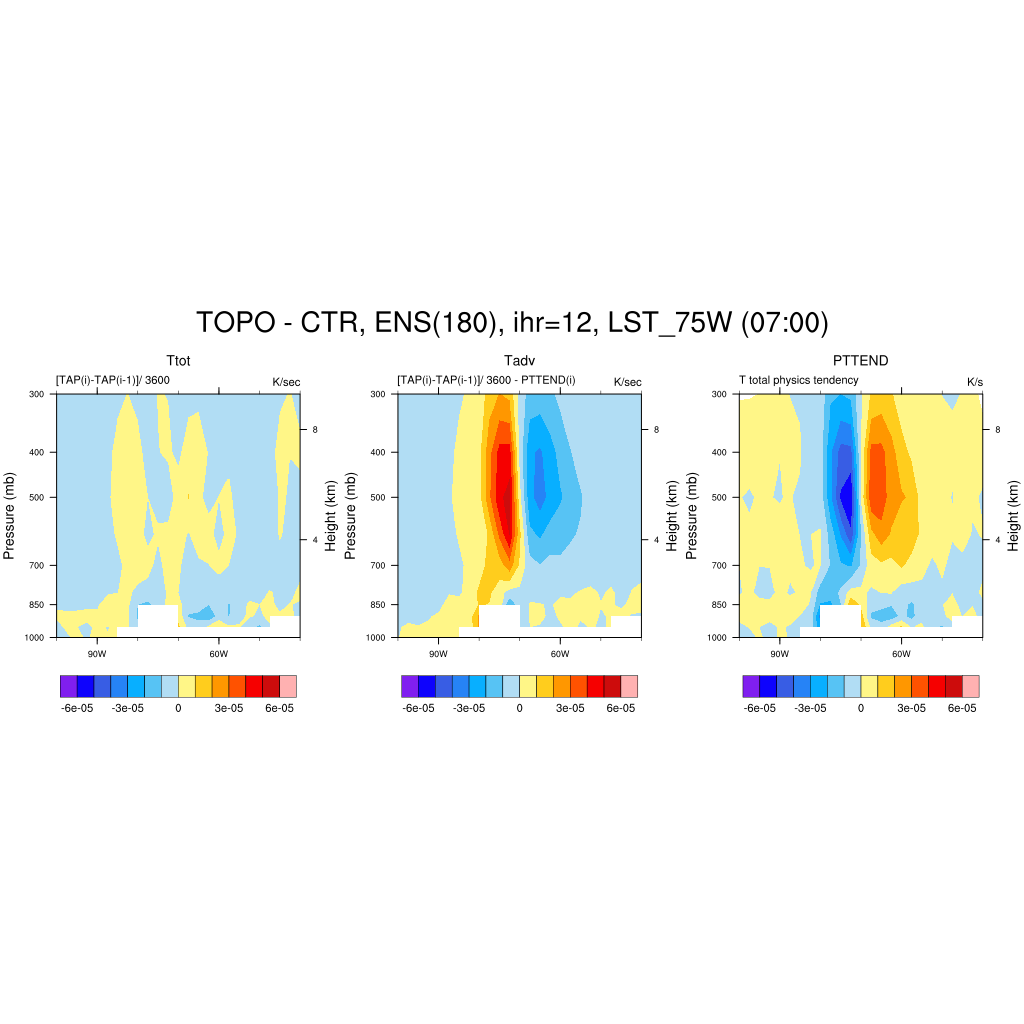 TOPO - CTR, ENS(180), ihr=12, LST_75W (07:00)
Ttot
[TAP(i)-TAP(i-1)]/ 3600 K/sec
300
400
500
700
850
1000
Pressure (mb)
8
4
Height (km)
90W 60W
-6e-05 -3e-05 0 3e-05 6e-05
Tadv
[TAP(i)-TAP(i-1)]/ 3600 - PTTEND(i) K/sec
300
400
500
700
850
1000
Pressure (mb)
8
4
Height (km)
90W 60W
-6e-05 -3e-05 0 3e-05 6e-05
PTTEND
T total physics tendency K/s
300
400
500
700
850
1000
Pressure (mb)
8
4
Height (km)
90W 60W
-6e-05 -3e-05 0 3e-05 6e-05